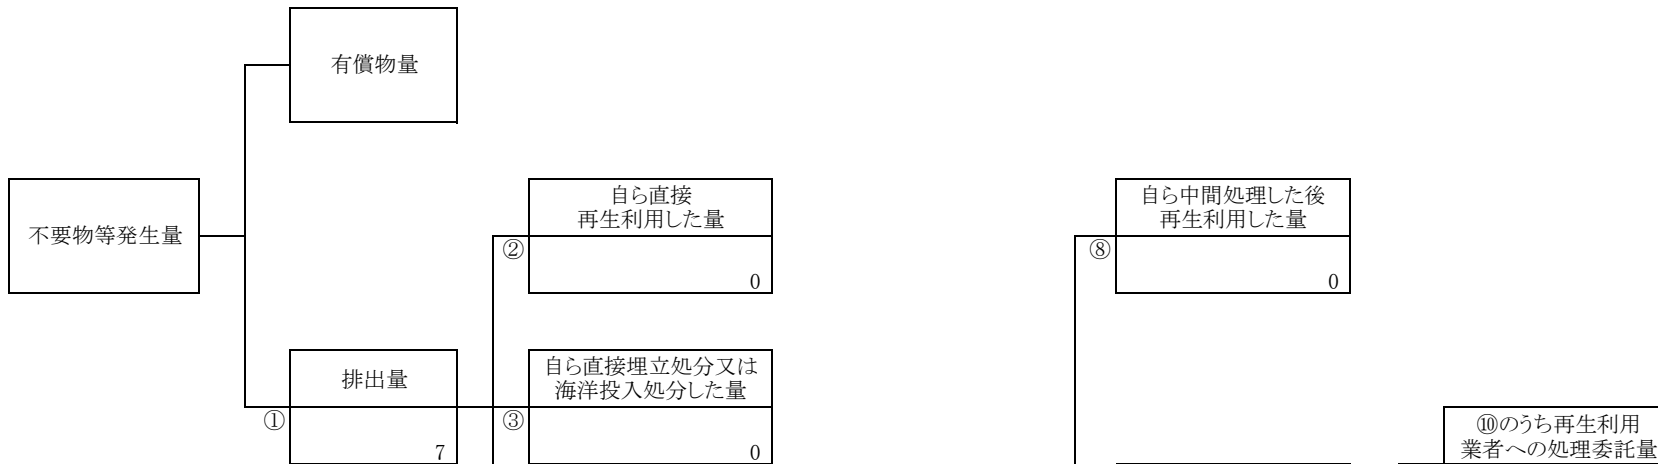 有償物量
不要物等発生量
自ら直接
再生利用した量
②
0
自ら中間処理した後
再生利用した量
⑧
0
排出量
①
7
自ら直接埋立処分又は
海洋投入処分した量
③
0
⑩のうち再生利用
業者への処理委託量